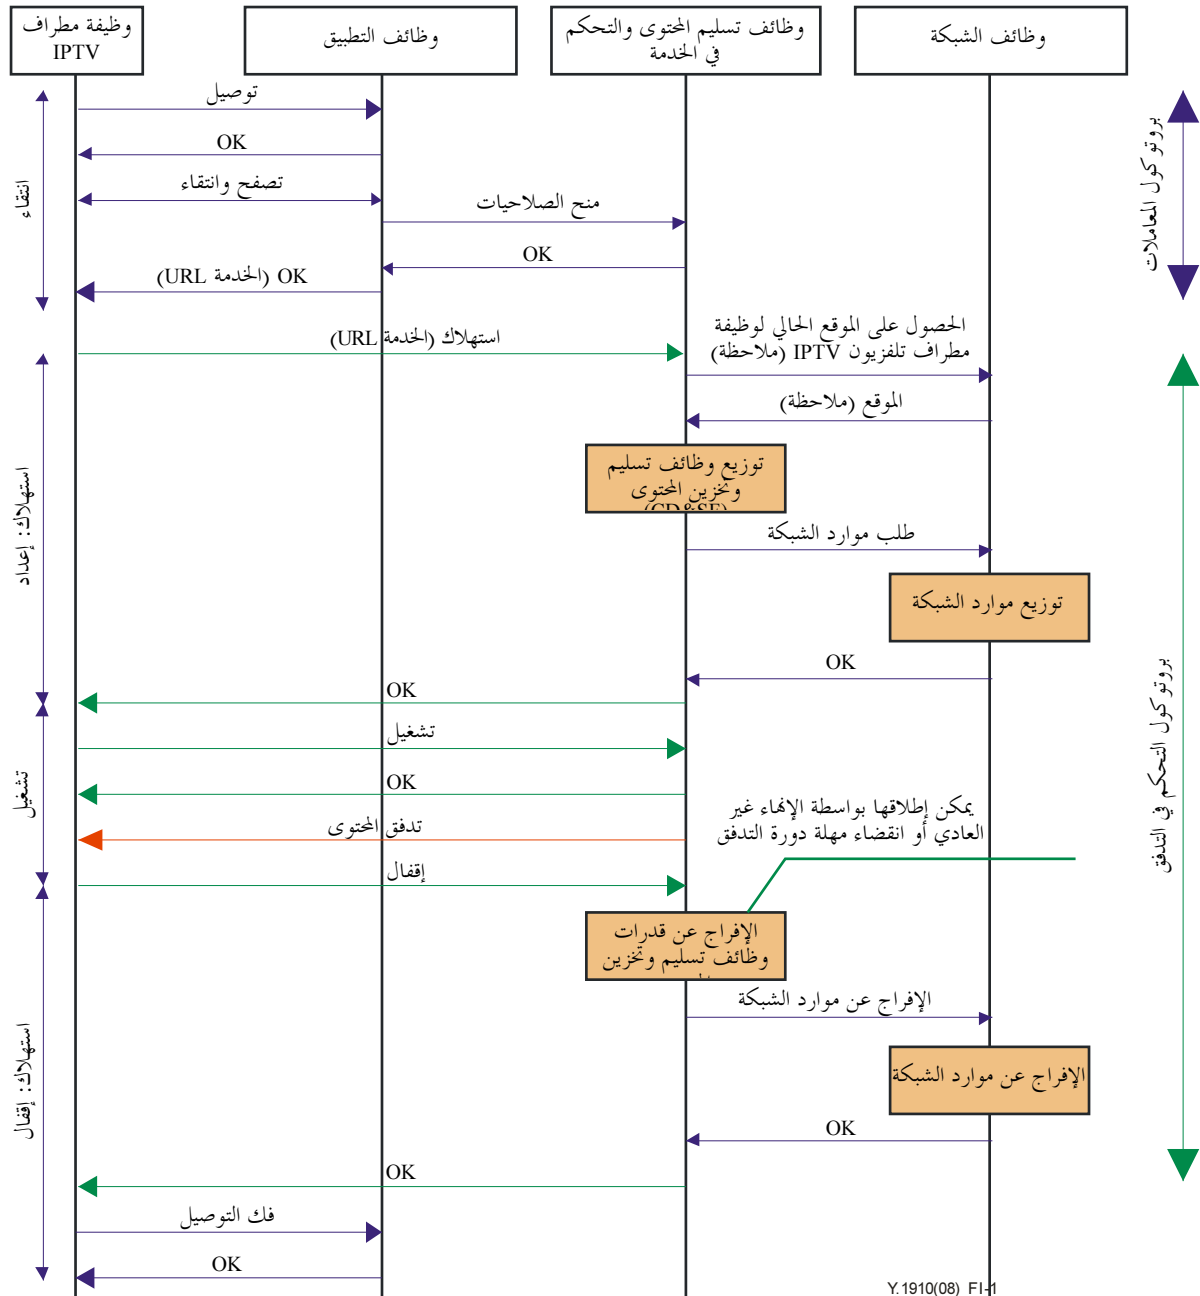 وظيفة مطراف
IPTV
وظائف التطبيق
وظائف تسليم المحتوى والتحكم
في الخدمة
وظائف الشبكة
توصيل
OK
تصفح وانتقاء
منح الصلاحيات
OK
OK (الخدمة URL)
انتقاء
بروتوكول المعاملات
استهلاك (الخدمة URL)
الحصول على الموقع الحالي لوظيفة
مطراف تلفزيون IPTV (ملاحظة)
الموقع (ملاحظة)
توزيع وظائف تسليم
وتخزين المحتوى
(CD&SF)
طلب موارد الشبكة
توزيع موارد الشبكة
OK
OK
استهلاك: إعداد
تشغيل
OK
تدفق المحتوى
تشغيل
يمكن إطلاقها بواسطة الإنهاء غير
العادي أو انقضاء مهلة دورة التدفق
بروتوكول التحكم في التدفق
إقفال
الإفراج عن قدرات
وظائف تسليم وتخزين
الإفراج عن موارد الشبكة
الإفراج عن موارد الشبكة
OK
OK
استهلاك: إقفال
فك التوصيل
OK
Y.1910(08)_FI-1